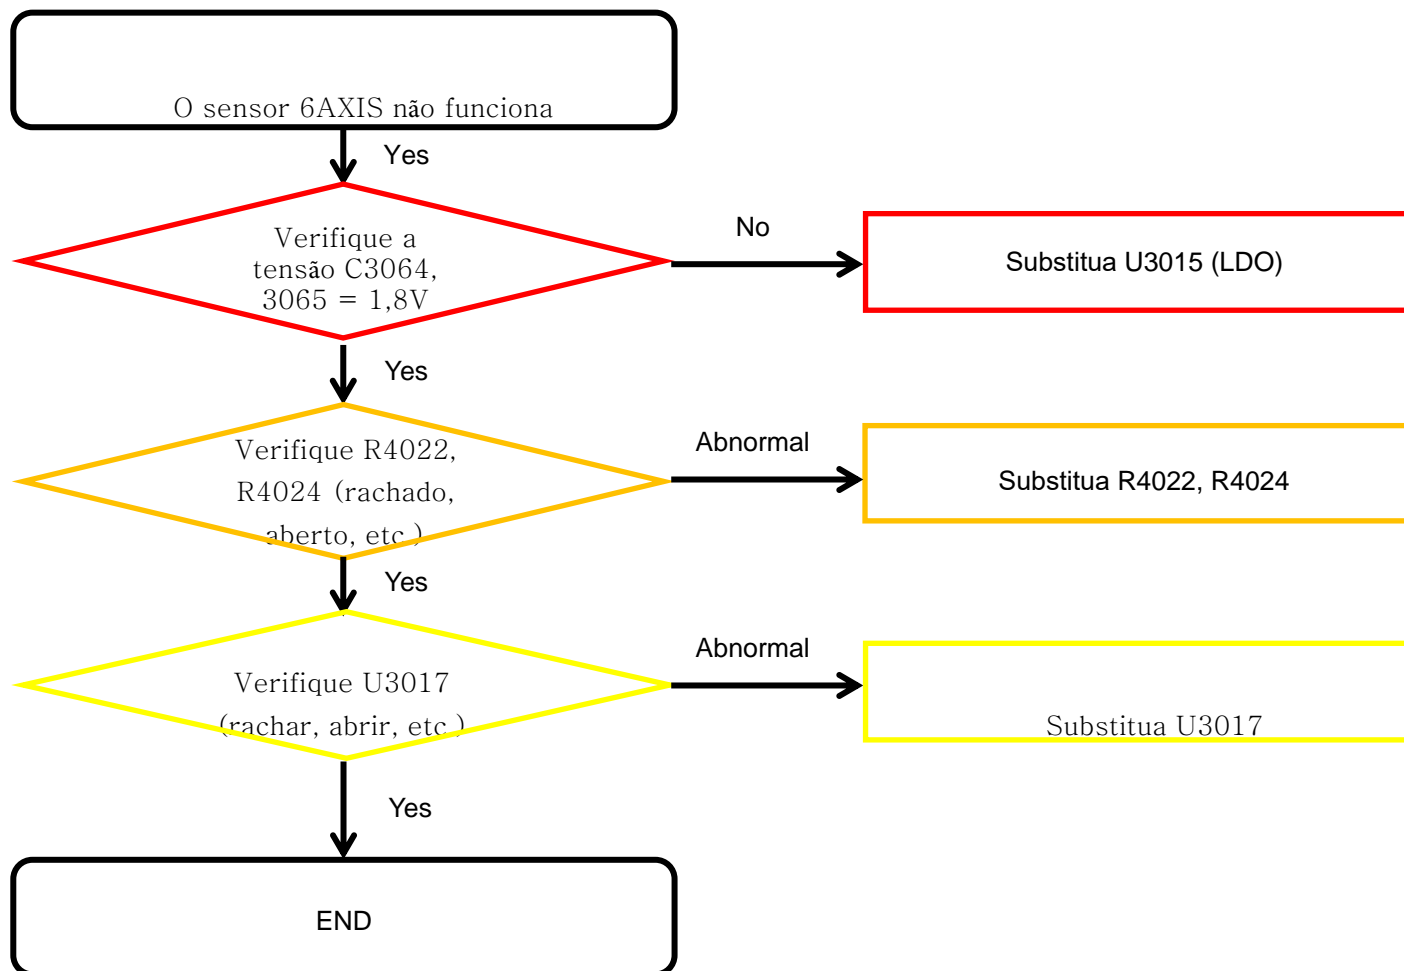 O sensor 6AXIS não funciona
Yes
Verifique a
tensão C3064,
3065 = 1,8V
No
Substitua U3015 (LDO)
Yes
Verifique R4022,
R4024 (rachado,
aberto, etc.)
Abnormal
Substitua R4022, R4024
Yes
Verifique U3017
(rachar, abrir, etc.)
Abnormal
Substitua U3017
Yes
END